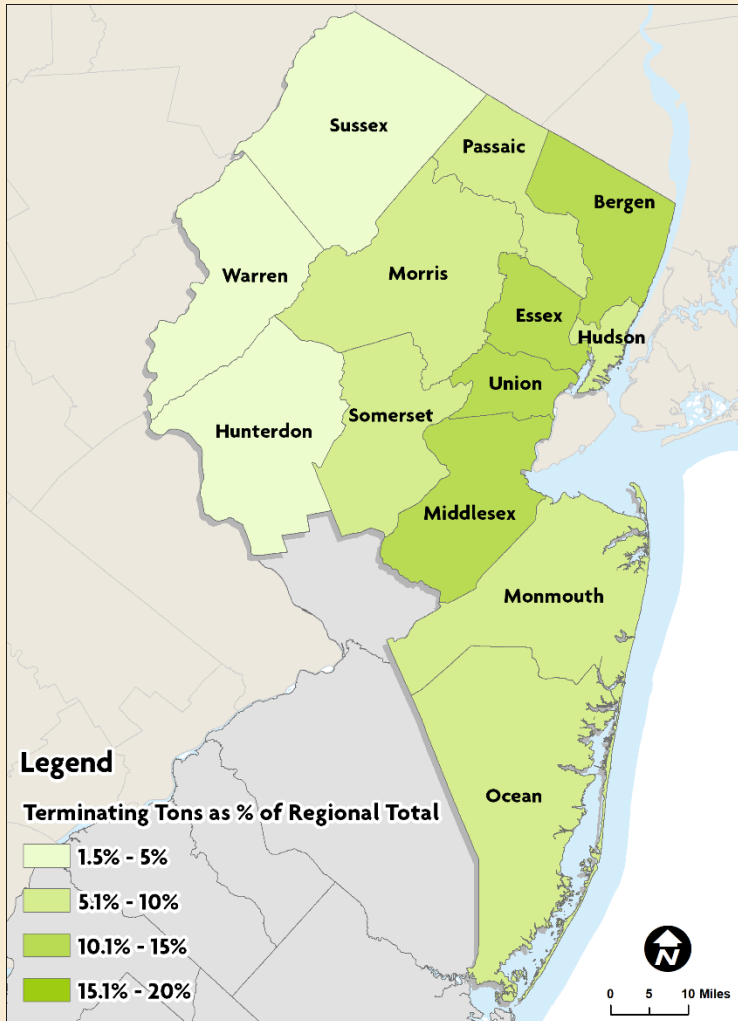 Sussex
Passaic
Bergen
Warren
Morris
Essex
Hudson
Union
Somerset
Hunterdon
Middlesex
Monmouth
Ocean
Legend
Terminating Tons as % of Regional Total
1.5% - 5%
5.1% - 10%
10.1% - 15%
15.1% - 20%
N
0 5 10 Miles